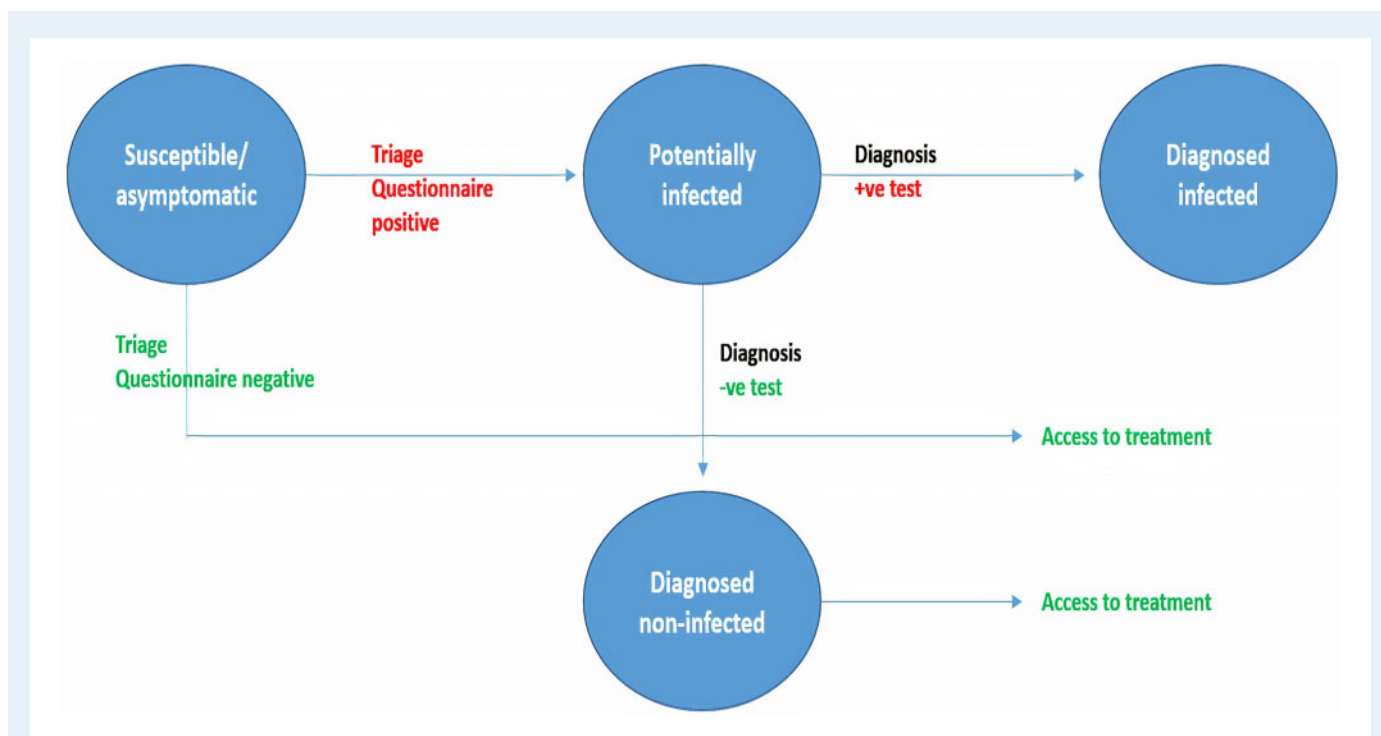 Susceptible/
asymptomatic
Triage
Questionnaire
positive
Potentially
infected
Diagnosis
+ve test
Diagnosed
infected
Triage
Questionnaire negative
Diagnosis
-ve test
Access to treatment
Diagnosed
non-infected
Access to treatment